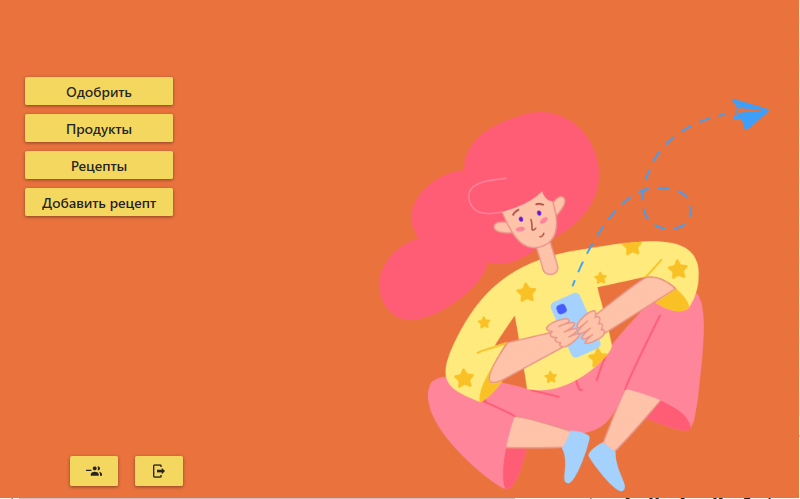 Одобрить
Продукты
Рецепты
Добавить рецепт